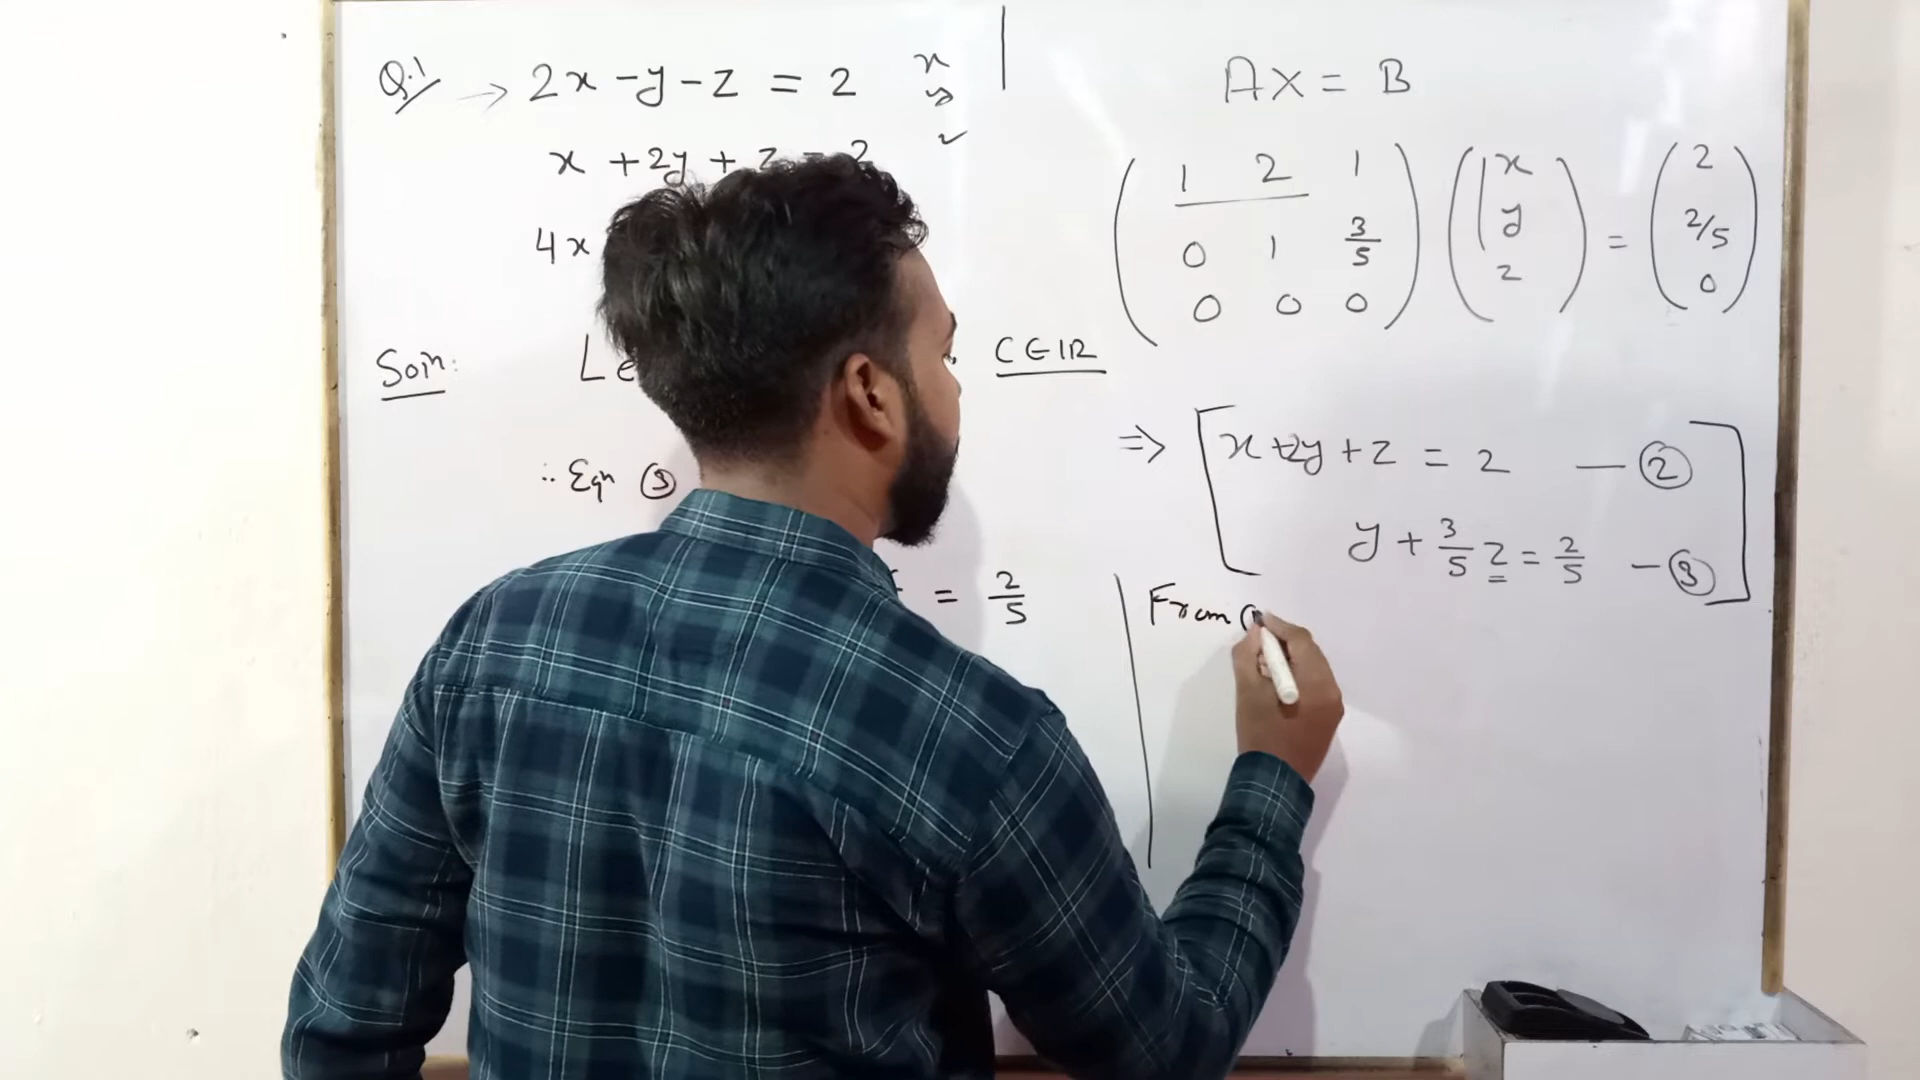 Q.1 → 2x - y - z = 2
x
y
x + 2y + z = 2
4x
Soln: Le
C ∈ IR
∴ Eqn ③
= 2/5
AX = B
( 1 2 1 ) ( x ) = ( 2 )
( 0 1 3/5 ) ( y ) = ( 2/5 )
( 0 0 0 ) ( z ) = ( 0 )
⇒ [ x + 2y + z = 2 — ②
y + 3/5 z = 2/5 — ③ ]
From